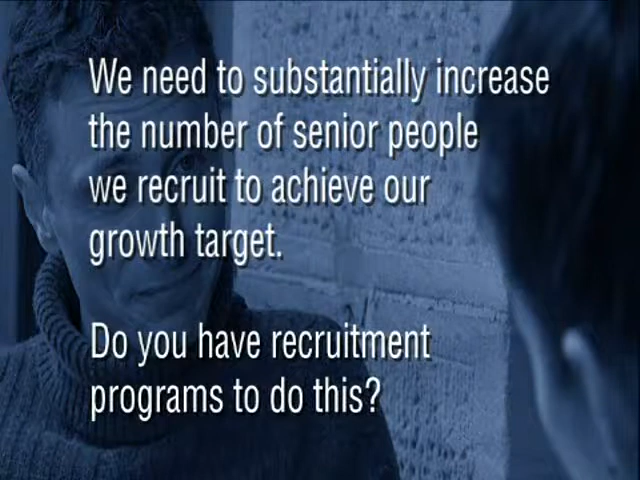 We need to substantially increase
the number of senior people
we recruit to achieve our
growth target.
Do you have recruitment
programs to do this?